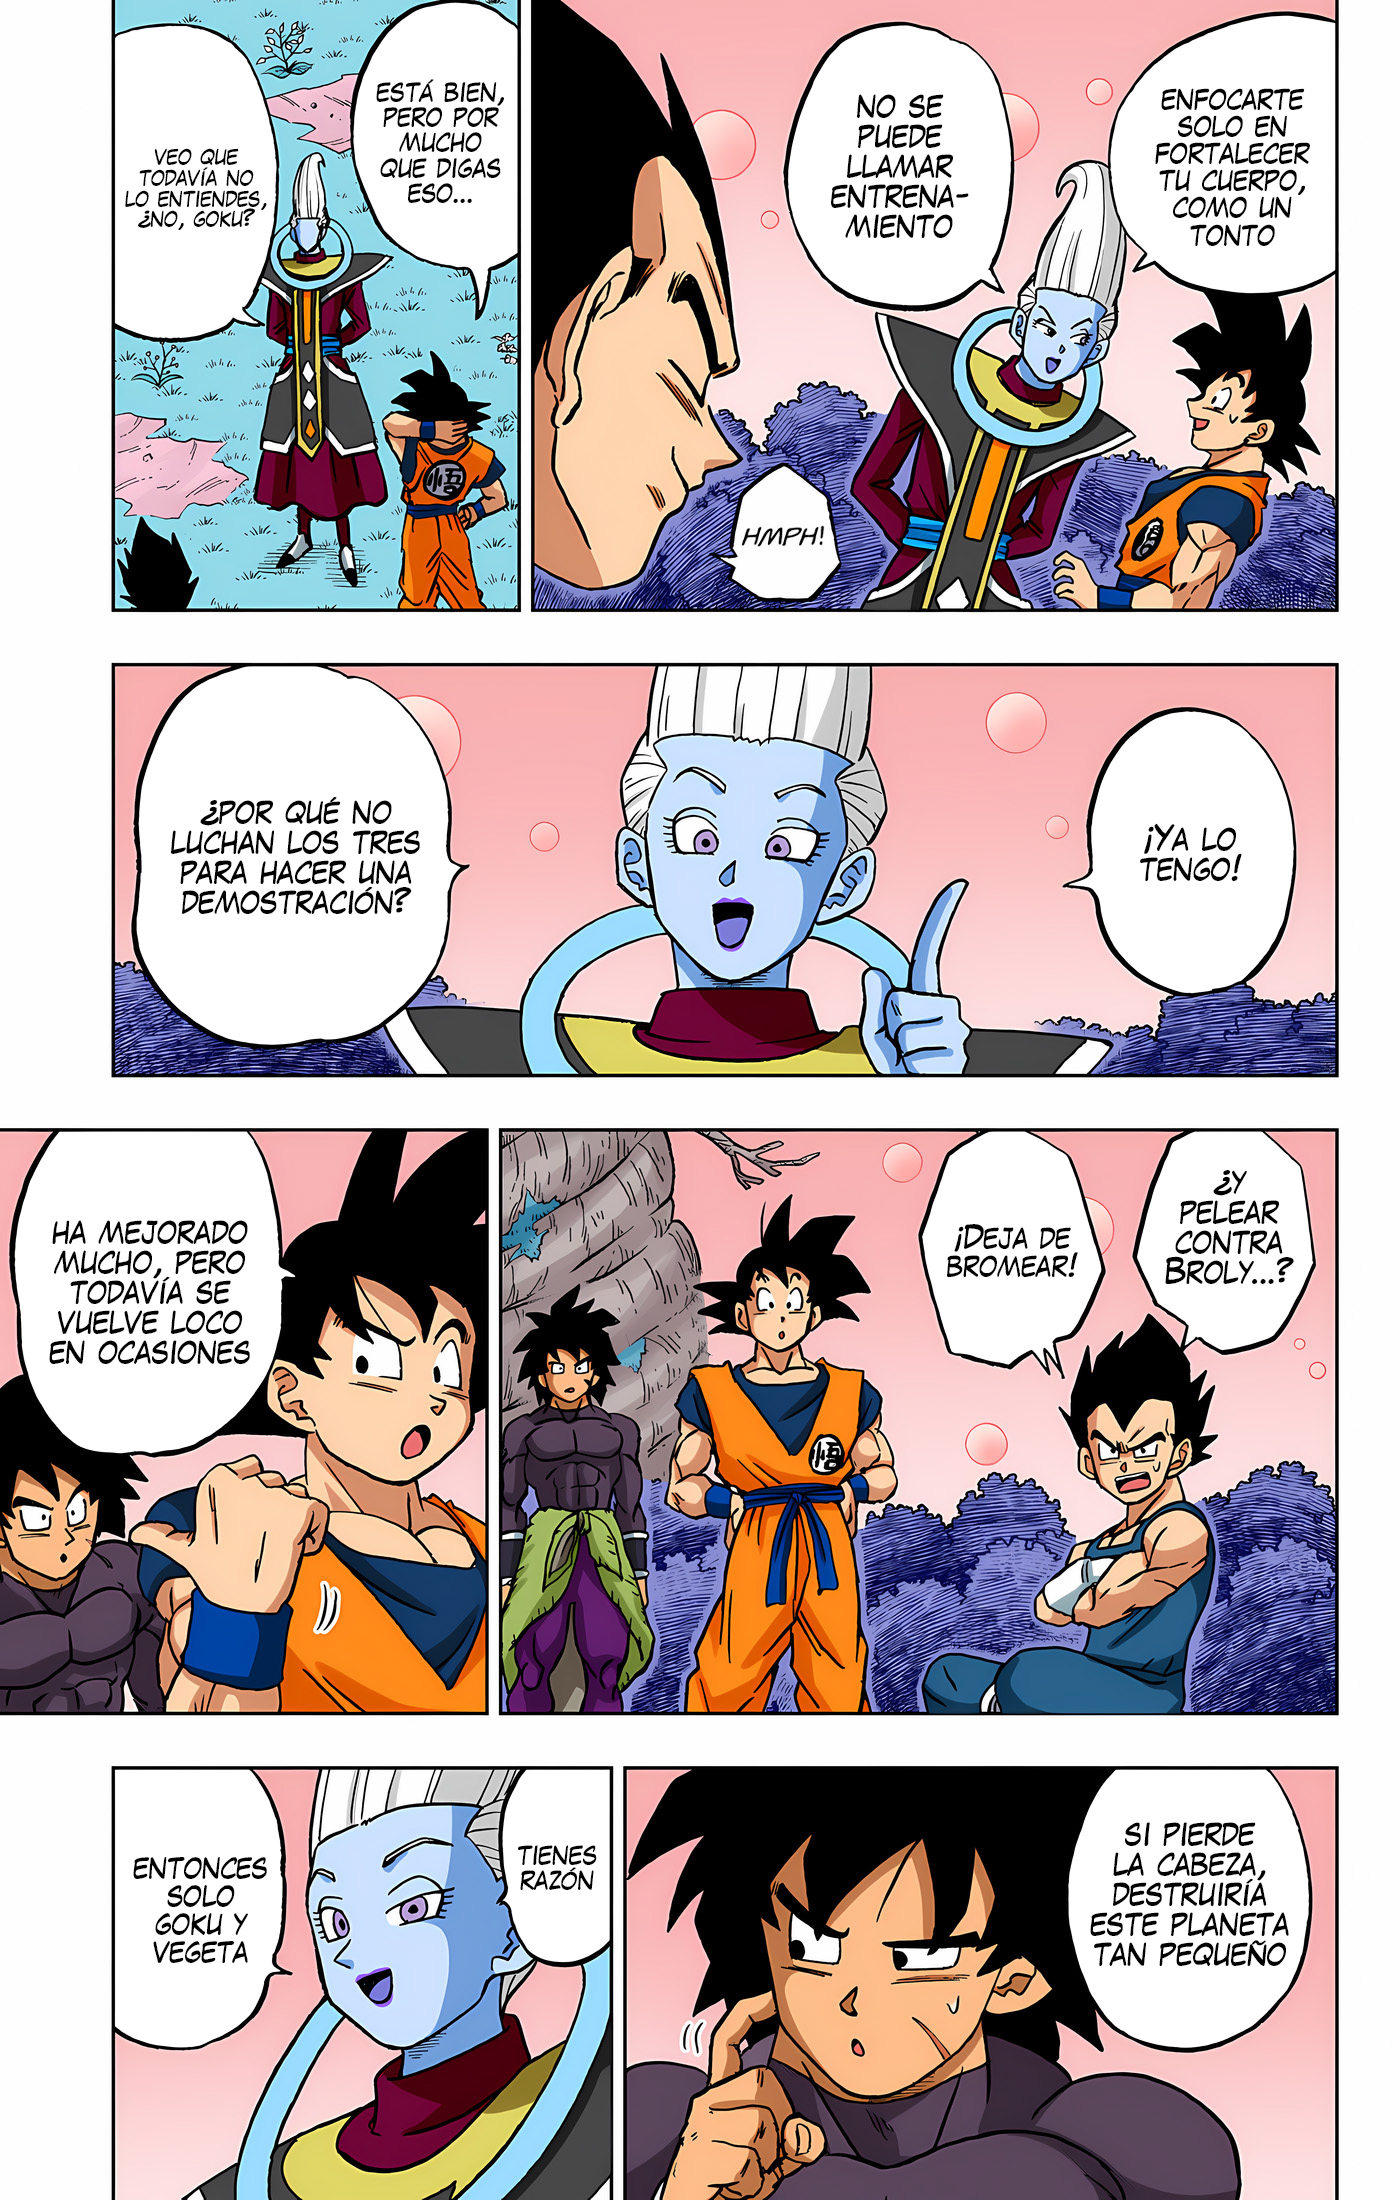 ENFOCARTE
SOLO EN
FORTALECER
TU CUERPO,
COMO UN
TONTO
NO SE
PUEDE
LLAMAR
ENTRENA-
MIENTO
HMPH!
ESTÁ BIEN,
PERO POR
MUCHO
QUE DIGAS
ESO...
VEO QUE
TODAVÍA NO
LO ENTIENDES,
¿NO, GOKU?
悟
¡YA LO
TENGO!
¿POR QUÉ NO
LUCHAN LOS TRES
PARA HACER UNA
DEMOSTRACIÓN?
¿Y
PELEAR
CONTRA
BROLY...?
¡DEJA DE
BROMEAR!
悟
HA MEJORADO
MUCHO, PERO
TODAVÍA SE
VUELVE LOCO
EN OCASIONES
SI PIERDE
LA CABEZA,
DESTRUIRÍA
ESTE PLANETA
TAN PEQUEÑO
TIENES
RAZÓN
ENTONCES
SOLO
GOKU Y
VEGETA